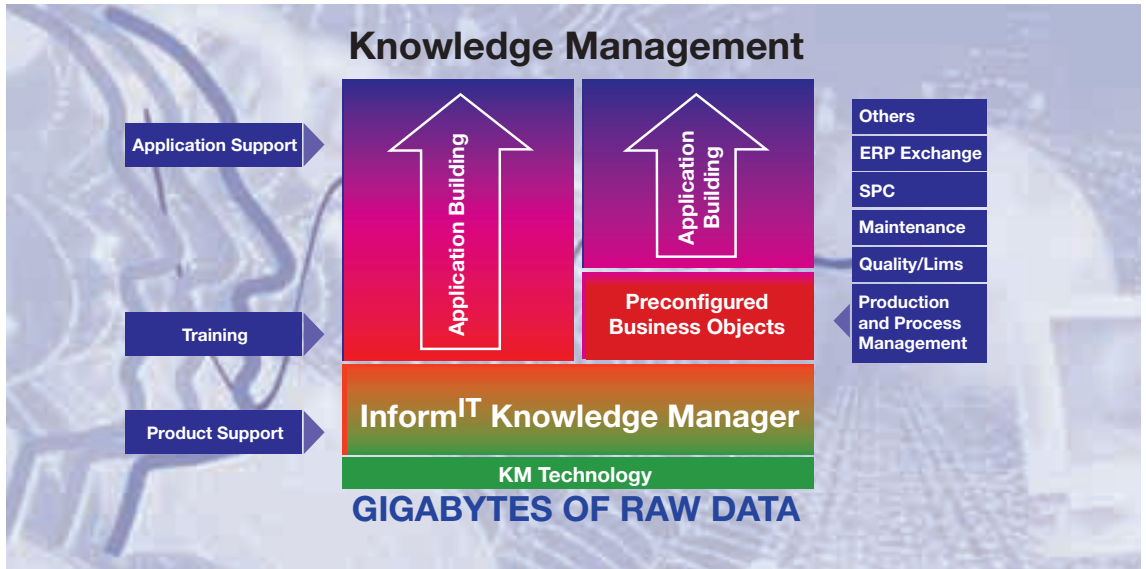 Knowledge Management
Application Support
Training
Product Support
Application Building
Application
Building
Preconfigured
Business Objects
Others
ERP Exchange
SPC
Maintenance
Quality/Lims
Production
and Process
Management
InformIT Knowledge Manager
KM Technology
GIGABYTES OF RAW DATA